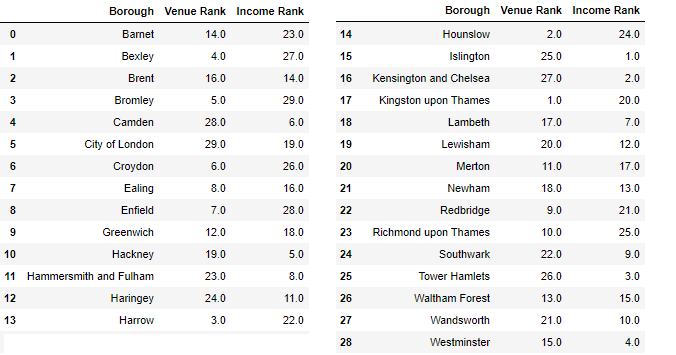 Borough Venue Rank Income Rank
0 Barnet 14.0 23.0
1 Bexley 4.0 27.0
2 Brent 16.0 14.0
3 Bromley 5.0 29.0
4 Camden 28.0 6.0
5 City of London 29.0 19.0
6 Croydon 6.0 26.0
7 Ealing 8.0 16.0
8 Enfield 7.0 28.0
9 Greenwich 12.0 18.0
10 Hackney 19.0 5.0
11 Hammersmith and Fulham 23.0 8.0
12 Haringey 24.0 11.0
13 Harrow 3.0 22.0
Borough Venue Rank Income Rank
14 Hounslow 2.0 24.0
15 Islington 25.0 1.0
16 Kensington and Chelsea 27.0 2.0
17 Kingston upon Thames 1.0 20.0
18 Lambeth 17.0 7.0
19 Lewisham 20.0 12.0
20 Merton 11.0 17.0
21 Newham 18.0 13.0
22 Redbridge 9.0 21.0
23 Richmond upon Thames 10.0 25.0
24 Southwark 22.0 9.0
25 Tower Hamlets 26.0 3.0
26 Waltham Forest 13.0 15.0
27 Wandsworth 21.0 10.0
28 Westminster 15.0 4.0